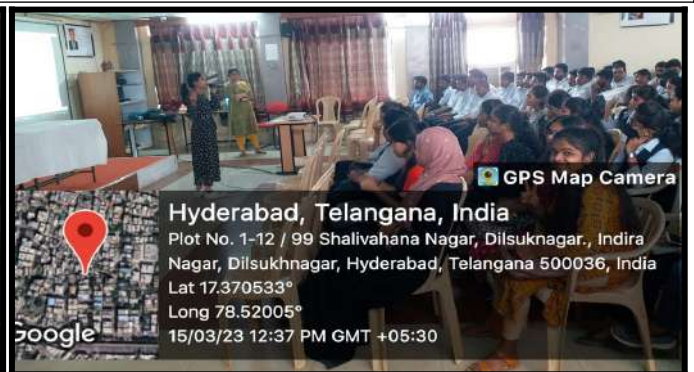 GPS Map Camera
Hyderabad, Telangana, India
Plot No. 1-12 / 99 Shalivahana Nagar, Dilsuknagar., Indira
Nagar, Dilsukhnagar, Hyderabad, Telangana 500036, India
Lat 17.370533°
Long 78.52005°
15/03/23 12:37 PM GMT +05:30
Google